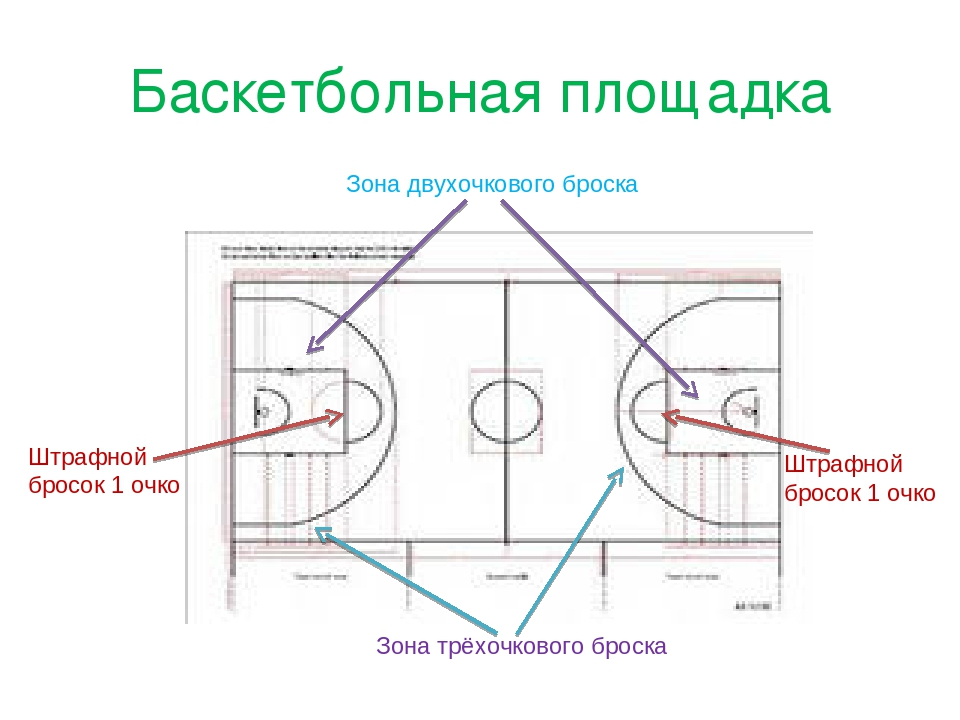 Баскетбольная площадка
Зона двухочкового броска
Штрафной
бросок 1 очко
Штрафной
бросок 1 очко
Зона трёхочкового броска